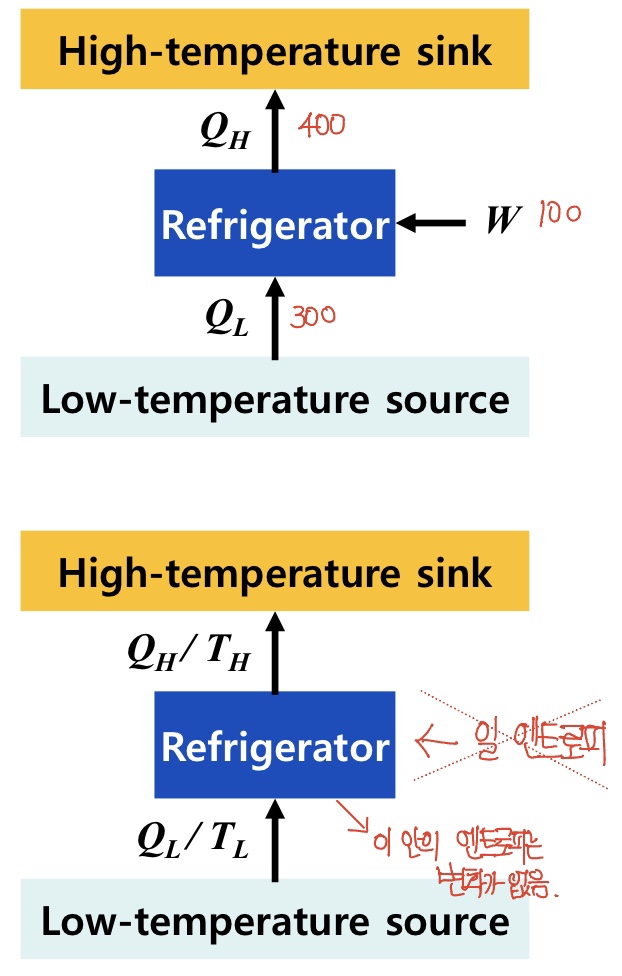 High-temperature sink
Q_H 400
Refrigerator
W 100
Q_L 300
Low-temperature source
High-temperature sink
Q_H / T_H
Refrigerator
← 일 엔트로피
Q_L / T_L
이 안의 엔트로피는
변화가 없음.
Low-temperature source